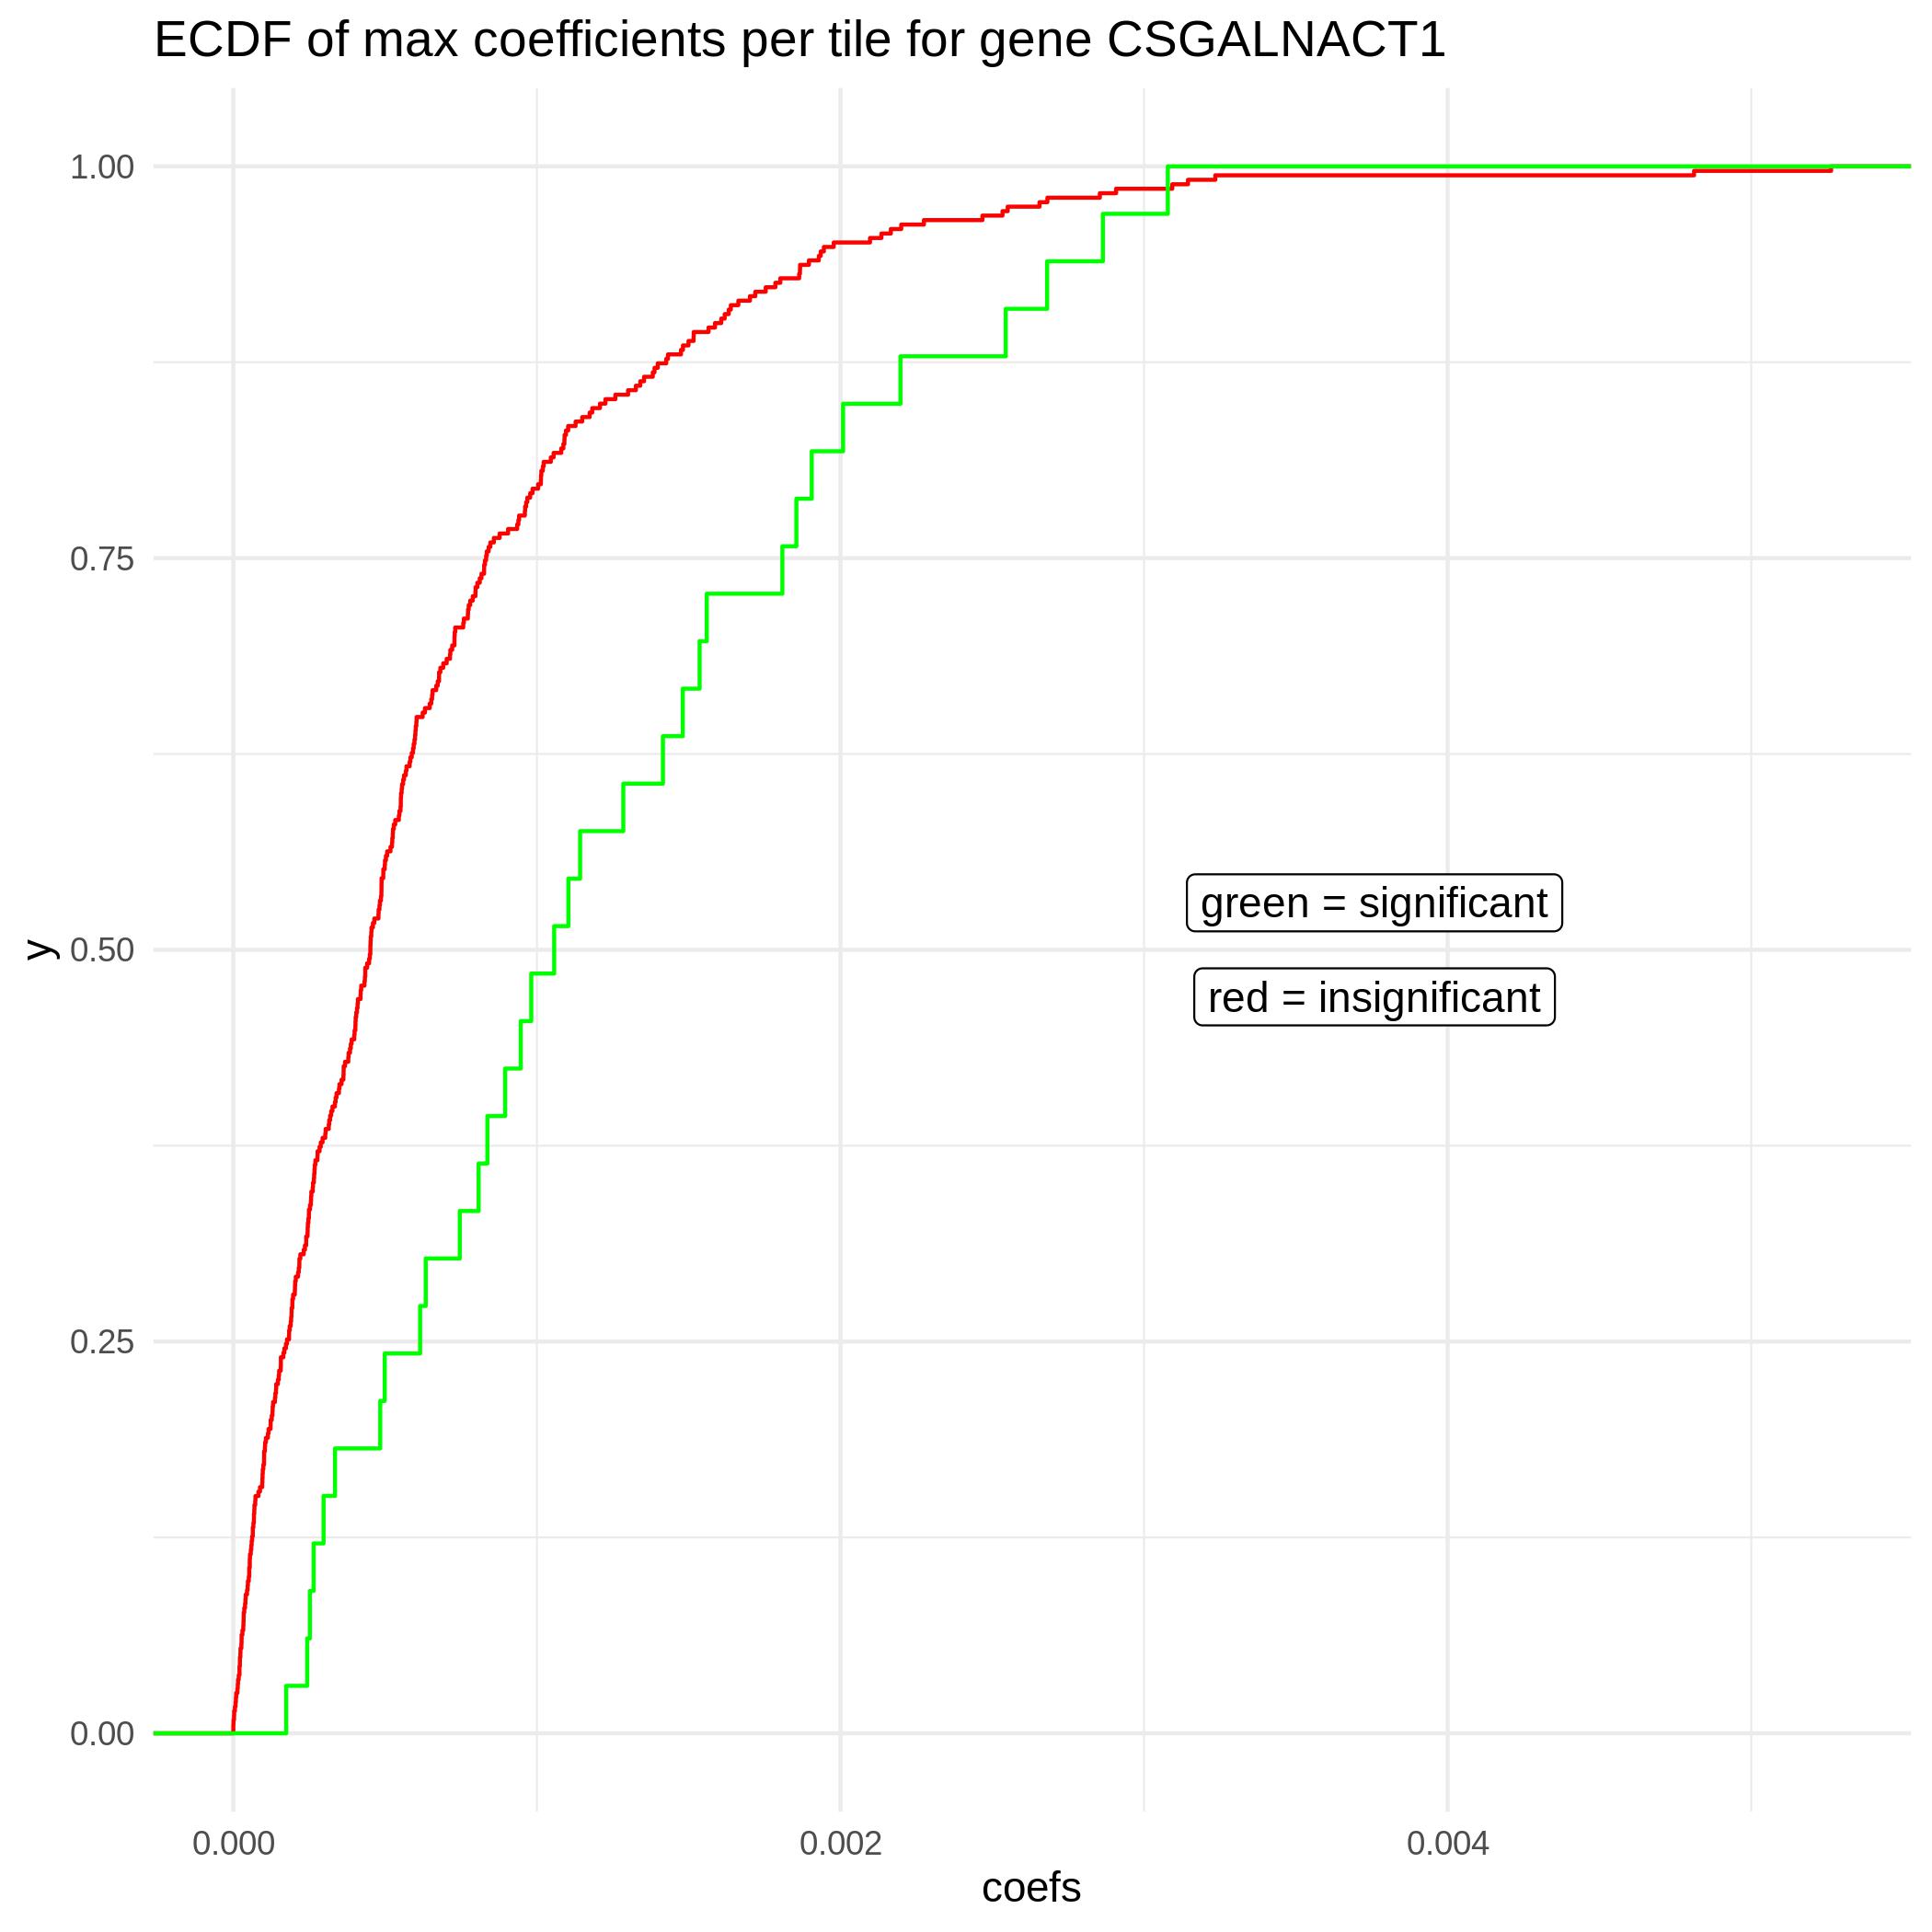 ECDF of max coefficients per tile for gene CSGALNACT1
1.00
0.75
y
0.50
0.25
0.00
green = significant
red = insignificant
0.000
0.002
0.004
coefs